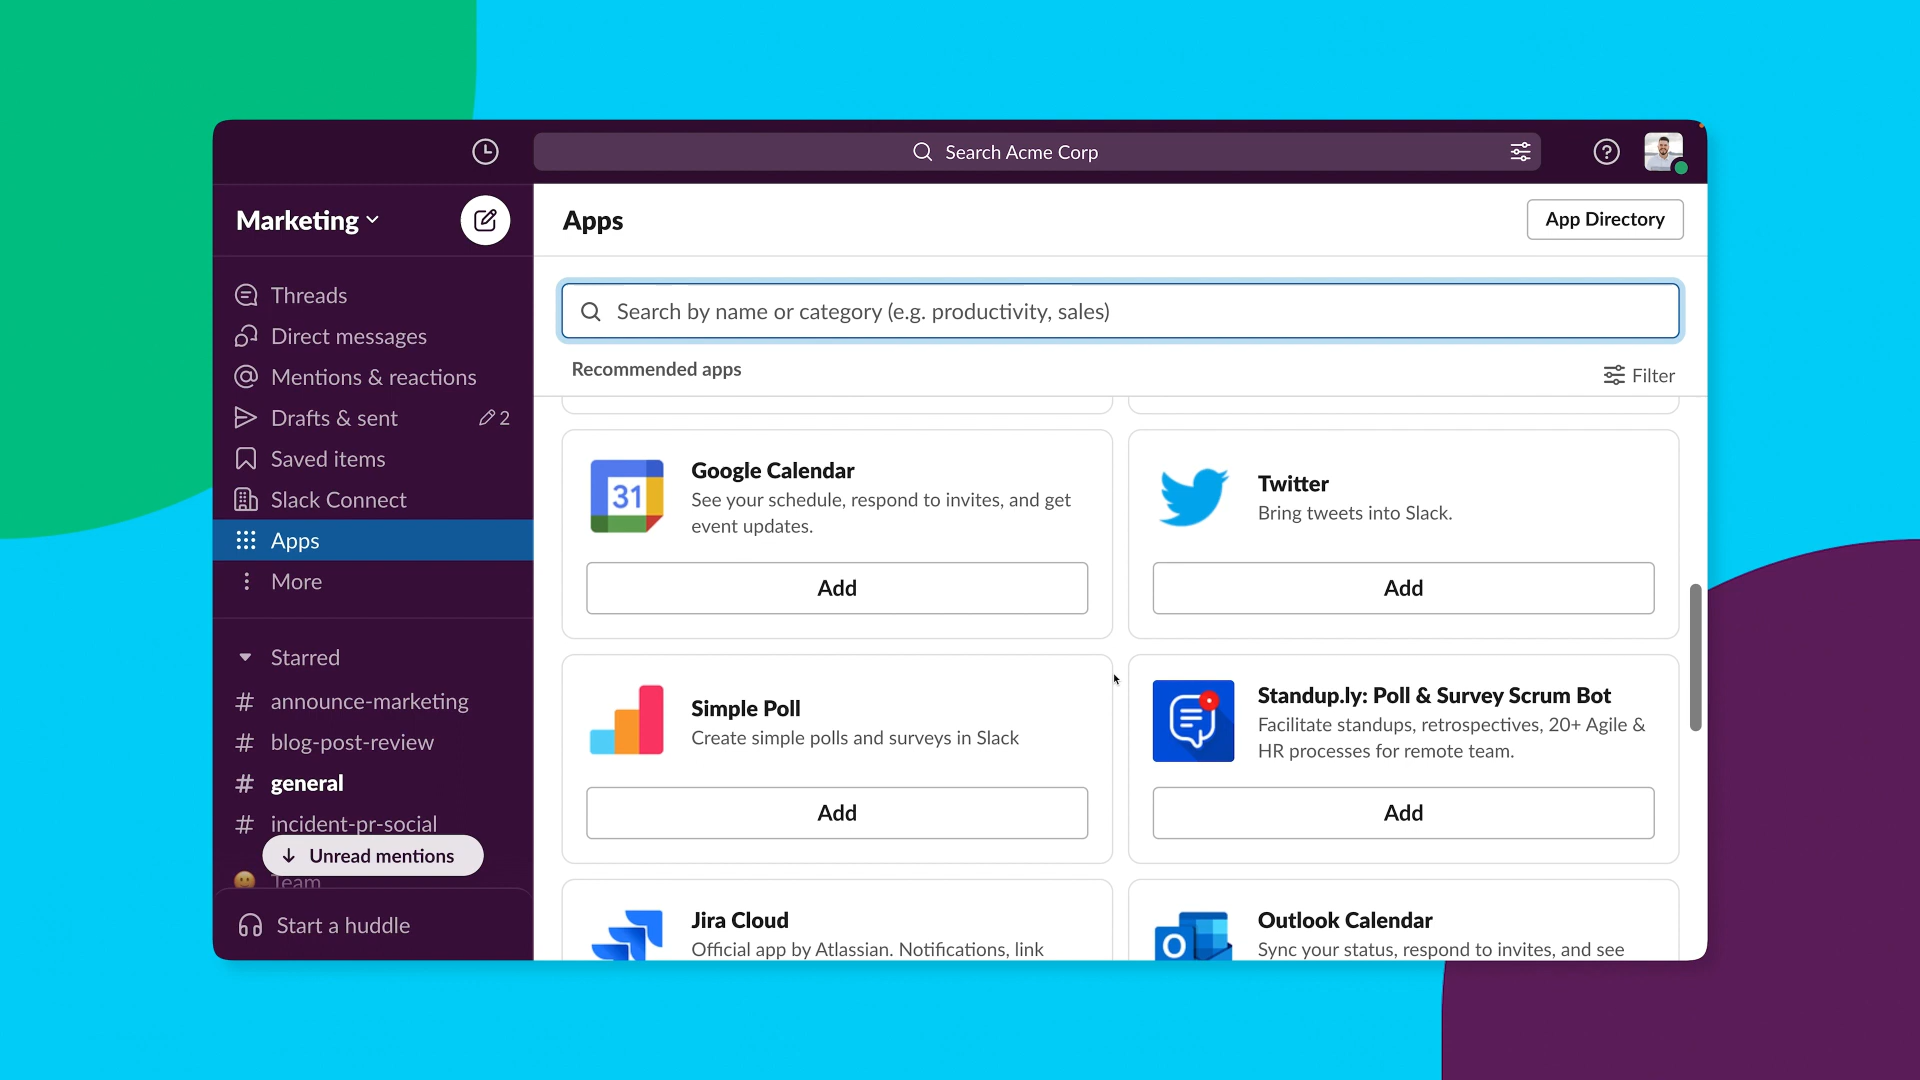 Search Acme Corp
Marketing
Apps
App Directory
Threads
Direct messages
Mentions & reactions
Drafts & sent
2
Saved items
Slack Connect
Apps
More
Starred
announce-marketing
blog-post-review
general
incident-pr-social
Unread mentions
Team
Start a huddle
Search by name or category (e.g. productivity, sales)
Recommended apps
Filter
31
Google Calendar
See your schedule, respond to invites, and get
event updates.
Add
Twitter
Bring tweets into Slack.
Add
Simple Poll
Create simple polls and surveys in Slack
Add
Standup.ly: Poll & Survey Scrum Bot
Facilitate standups, retrospectives, 20+ Agile &
HR processes for remote team.
Add
Jira Cloud
Official app by Atlassian. Notifications, link
O
Outlook Calendar
Sync your status, respond to invites, and see